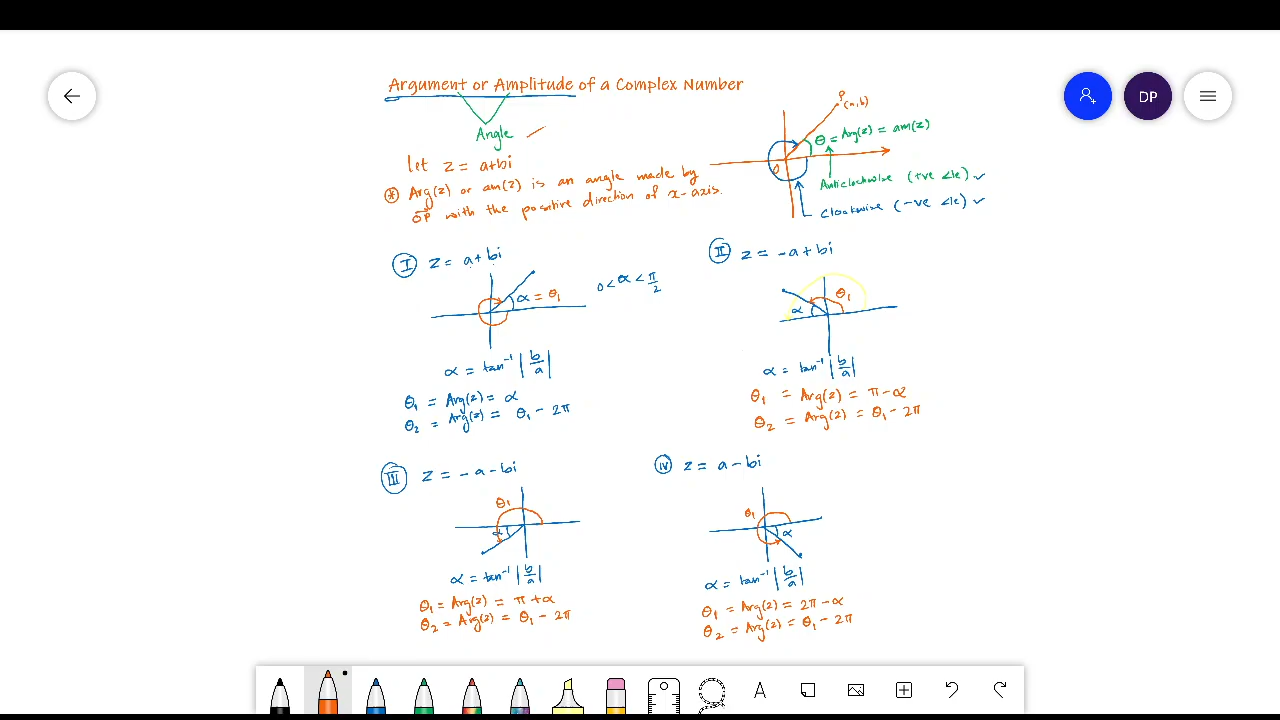 Argument or Amplitude of a Complex Number
Angle
let z = a+bi
⊛ Arg(z) or am(z) is an angle made by
OP with the positive direction of x-axis.
P(a,b)
θ = Arg(z) = am(z)
O
Anticlockwise (+ve <le) ✓
Clockwise (-ve <le) ✓
DP
I z = a+bi
α = θ₁
0 < α < π/2
α = tan⁻¹ |b/a|
θ₁ = Arg(z) = α
θ₂ = Arg(z) = θ₁ - 2π
II z = -a+bi
θ₁
α
α = tan⁻¹ |b/a|
θ₁ = Arg(z) = π-α
θ₂ = Arg(z) = θ₁ - 2π
III z = -a-bi
θ₁
α
α = tan⁻¹ |b/a|
θ₁ = Arg(z) = π+α
θ₂ = Arg(z) = θ₁ - 2π
IV z = a-bi
θ₁
α
α = tan⁻¹ |b/a|
θ₁ = Arg(z) = 2π-α
θ₂ = Arg(z) = θ₁ - 2π